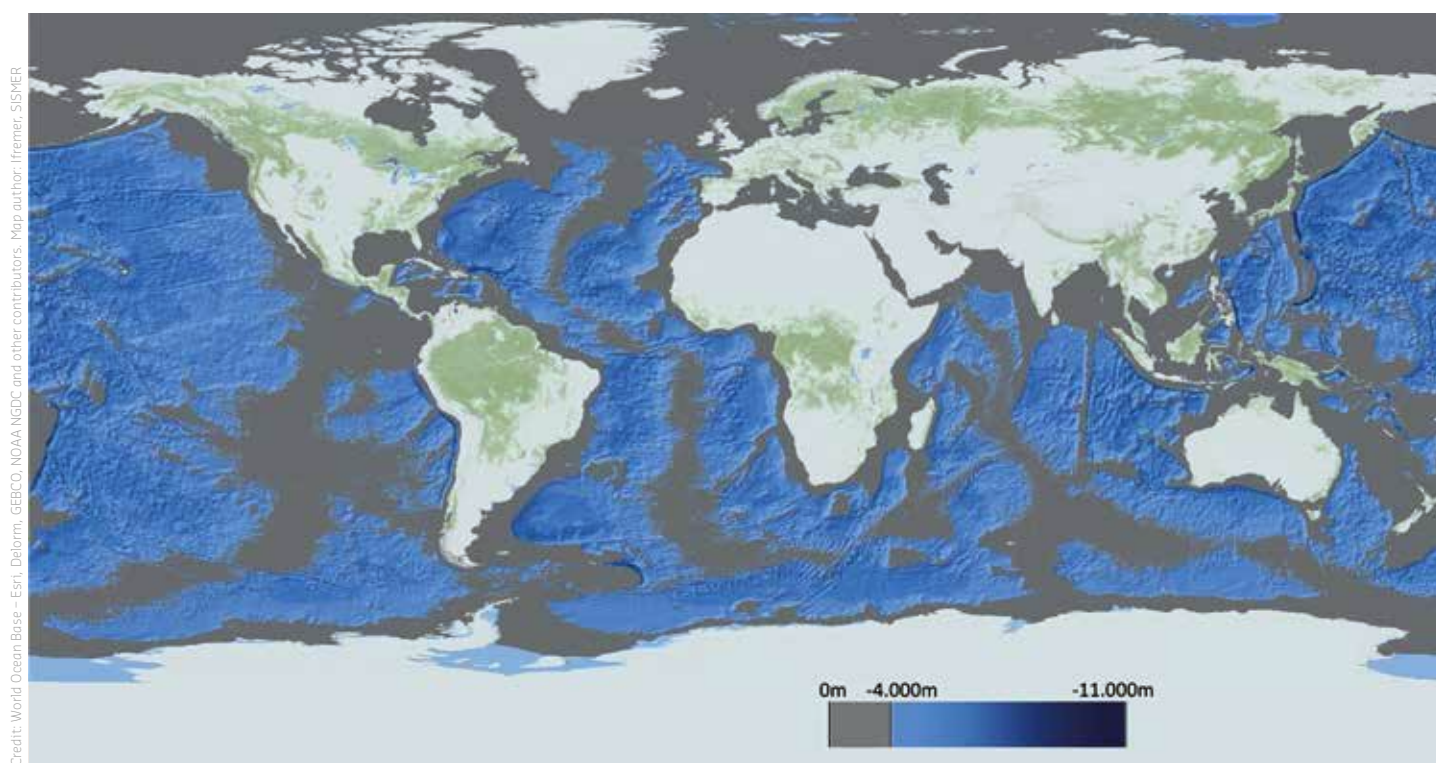 Credit: World Ocean Base – Esri, Delorm, GEBCO, NOAA NGDC and other contributors. Map author: Ifremer, SISMER
0m -4.000m -11.000m